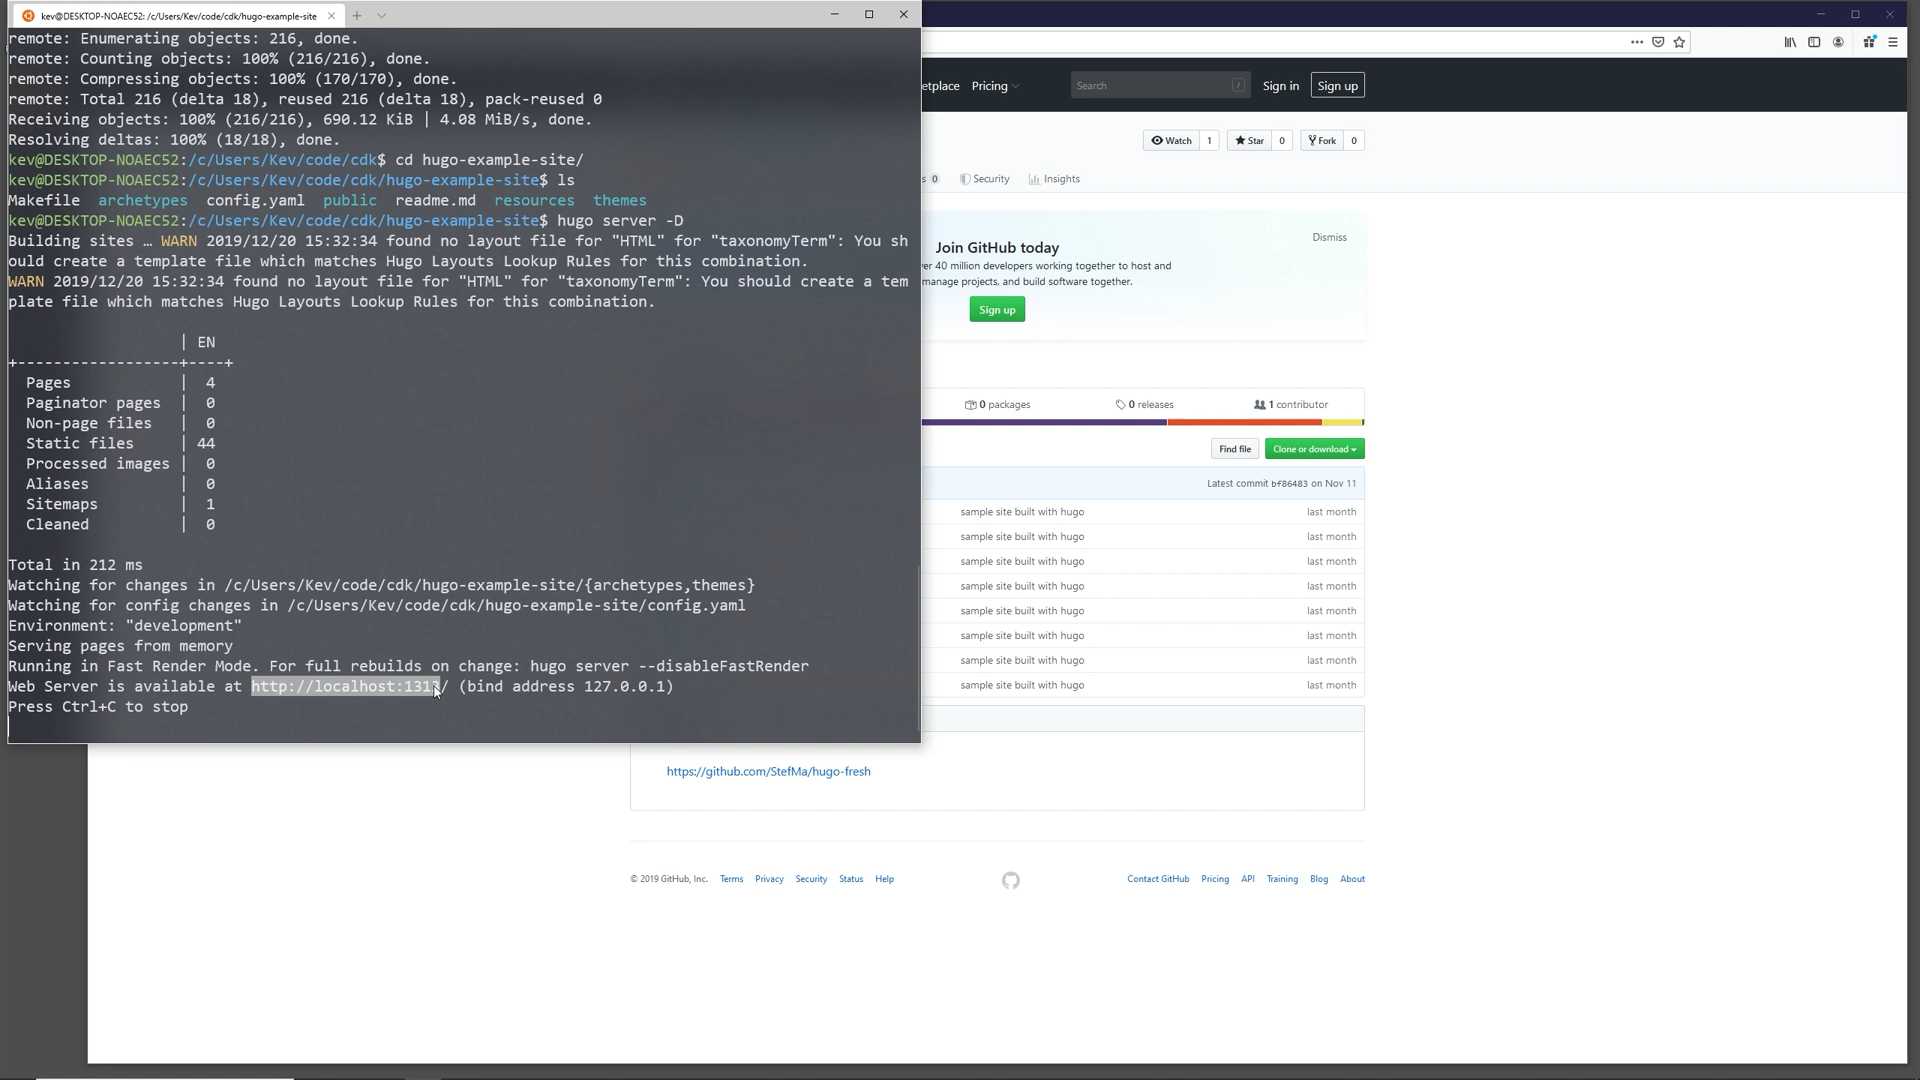 kev@DESKTOP-NOAEC52: /c/Users/Kev/code/cdk/hugo-example-site
remote: Enumerating objects: 216, done.
remote: Counting objects: 100% (216/216), done.
remote: Compressing objects: 100% (170/170), done.
remote: Total 216 (delta 18), reused 216 (delta 18), pack-reused 0
Receiving objects: 100% (216/216), 690.12 KiB | 4.08 MiB/s, done.
Resolving deltas: 100% (18/18), done.
kev@DESKTOP-NOAEC52:/c/Users/Kev/code/cdk$ cd hugo-example-site/
kev@DESKTOP-NOAEC52:/c/Users/Kev/code/cdk/hugo-example-site$ ls
Makefile archetypes config.yaml public readme.md resources themes
kev@DESKTOP-NOAEC52:/c/Users/Kev/code/cdk/hugo-example-site$ hugo server -D
Building sites … WARN 2019/12/20 15:32:34 found no layout file for "HTML" for "taxonomyTerm": You sh
ould create a template file which matches Hugo Layouts Lookup Rules for this combination.
WARN 2019/12/20 15:32:34 found no layout file for "HTML" for "taxonomyTerm": You should create a tem
plate file which matches Hugo Layouts Lookup Rules for this combination.
| EN
+------------------+----+
Pages | 4
Paginator pages | 0
Non-page files | 0
Static files | 44
Processed images | 0
Aliases | 0
Sitemaps | 1
Cleaned | 0
Total in 212 ms
Watching for changes in /c/Users/Kev/code/cdk/hugo-example-site/{archetypes,themes}
Watching for config changes in /c/Users/Kev/code/cdk/hugo-example-site/config.yaml
Environment: "development"
Serving pages from memory
Running in Fast Render Mode. For full rebuilds on change: hugo server --disableFastRender
Web Server is available at http://localhost:1313/ (bind address 127.0.0.1)
Press Ctrl+C to stop
etplace Pricing Search / Sign in Sign up
Watch 1 Star 0 Fork 0
s 0 Security Insights
Join GitHub today
Dismiss
er 40 million developers working together to host and
manage projects, and build software together.
Sign up
0 packages 0 releases 1 contributor
Find file Clone or download
Latest commit bf86483 on Nov 11
sample site built with hugo last month
sample site built with hugo last month
sample site built with hugo last month
sample site built with hugo last month
sample site built with hugo last month
sample site built with hugo last month
sample site built with hugo last month
sample site built with hugo last month
https://github.com/StefMa/hugo-fresh
© 2019 GitHub, Inc. Terms Privacy Security Status Help Contact GitHub Pricing API Training Blog About